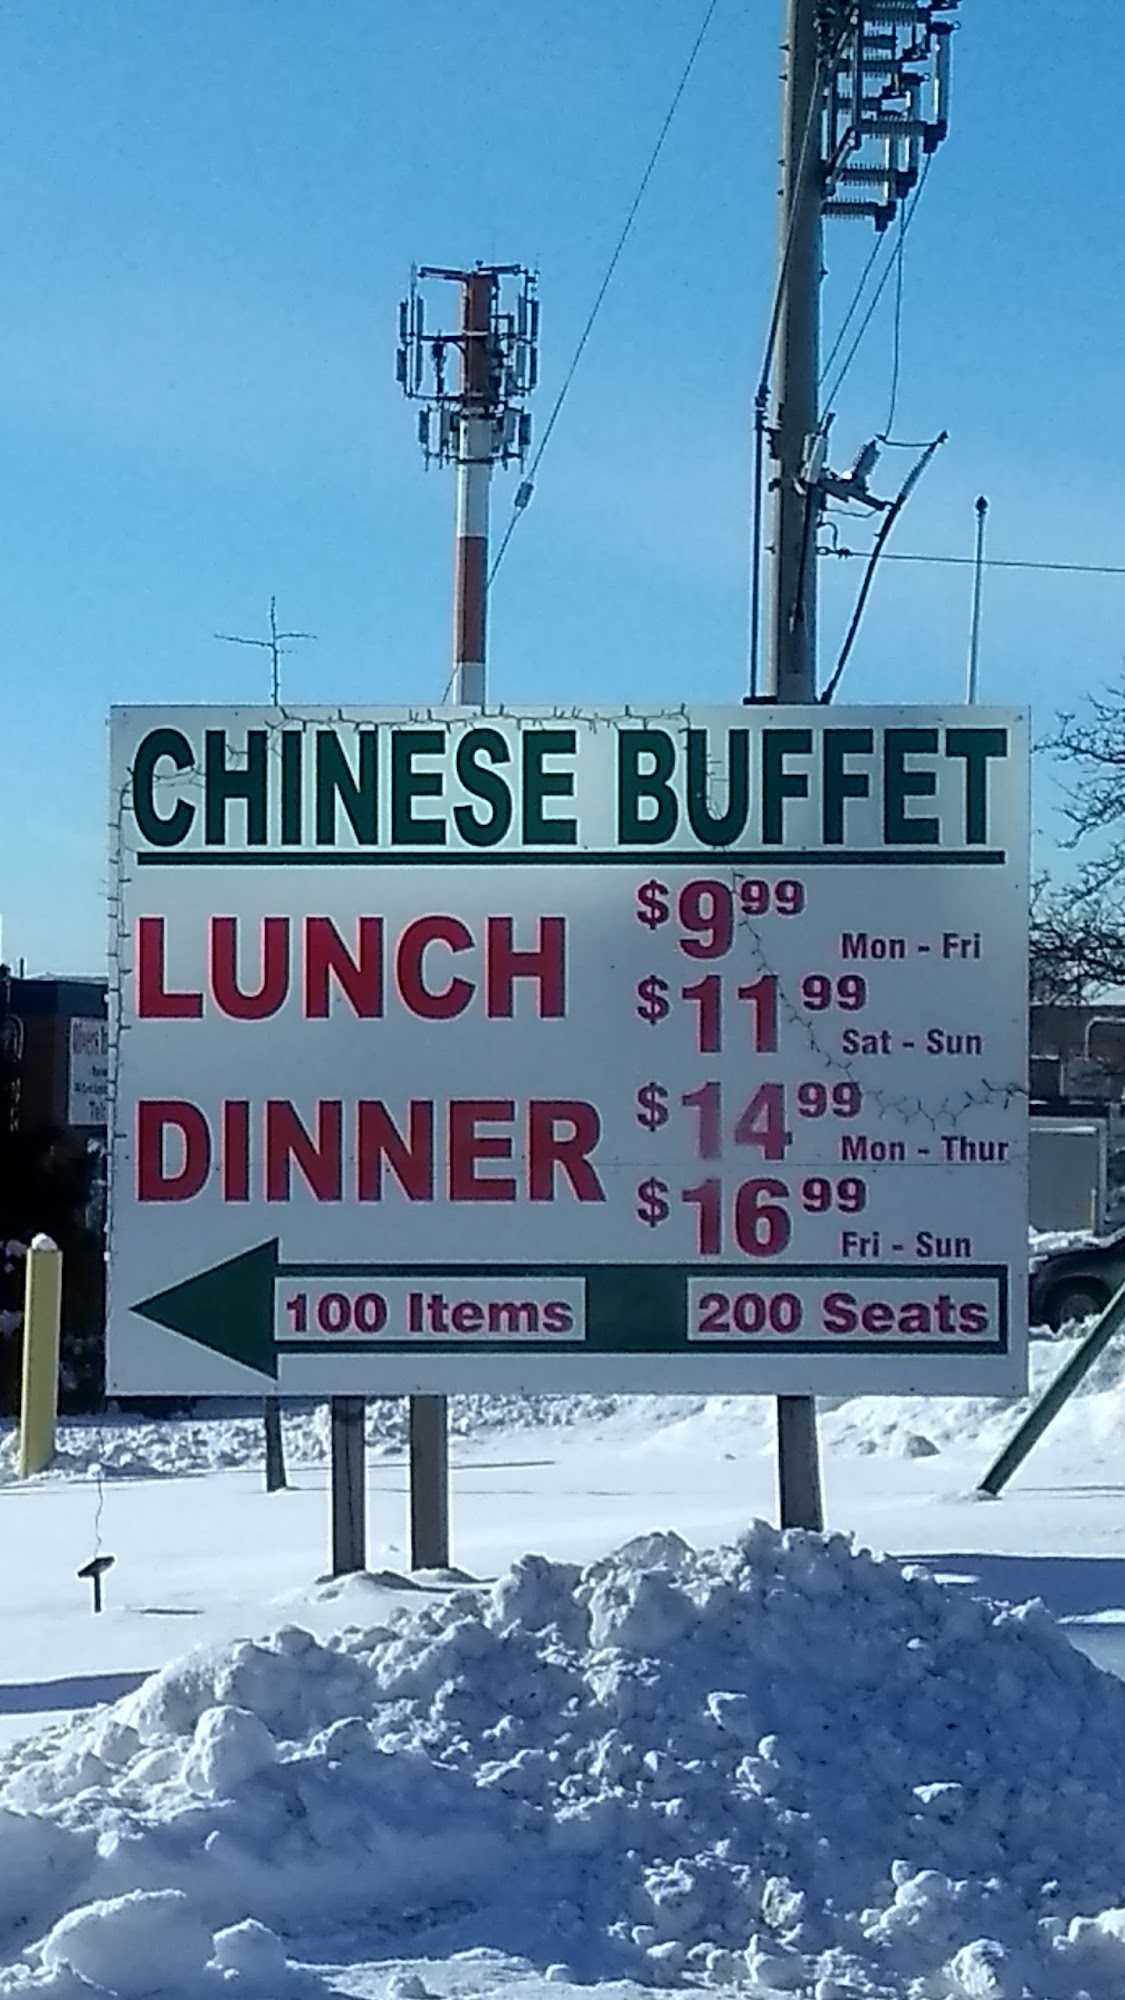 CHINESE BUFFET
LUNCH
$9.99 Mon - Fri
$11.99 Sat - Sun
DINNER
$14.99 Mon - Thur
$16.99 Fri - Sun
100 Items 200 Seats